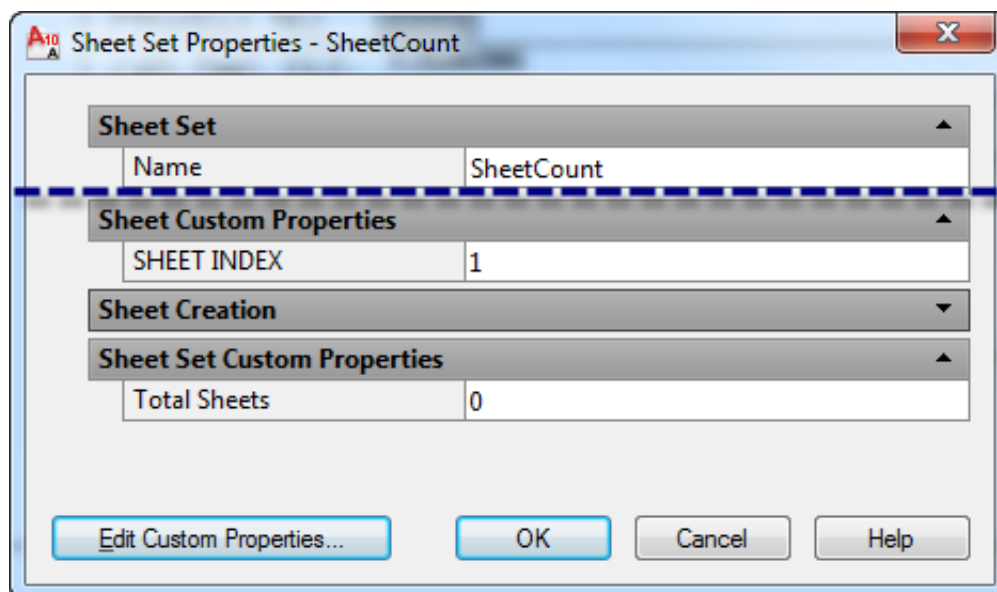 A10
A
Sheet Set Properties - SheetCount
X
Sheet Set
Name SheetCount
Sheet Custom Properties
SHEET INDEX 1
Sheet Creation
Sheet Set Custom Properties
Total Sheets 0
Edit Custom Properties... OK Cancel Help